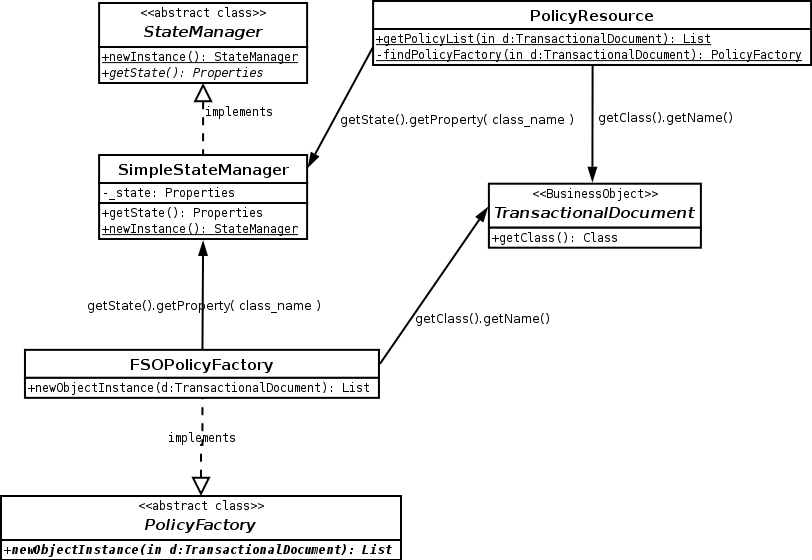 <<abstract class>>
StateManager
+newInstance(): StateManager
+getState(): Properties
PolicyResource
+getPolicyList(in d:TransactionalDocument): List
-findPolicyFactory(in d:TransactionalDocument): PolicyFactory
implements
getState().getProperty( class_name )
getClass().getName()
SimpleStateManager
-_state: Properties
+getState(): Properties
+newInstance(): StateManager
<<BusinessObject>>
TransactionalDocument
+getClass(): Class
getState().getProperty( class_name )
getClass().getName()
FSOPolicyFactory
+newObjectInstance(d:TransactionalDocument): List
implements
<<abstract class>>
PolicyFactory
+newObjectInstance(in d:TransactionalDocument): List